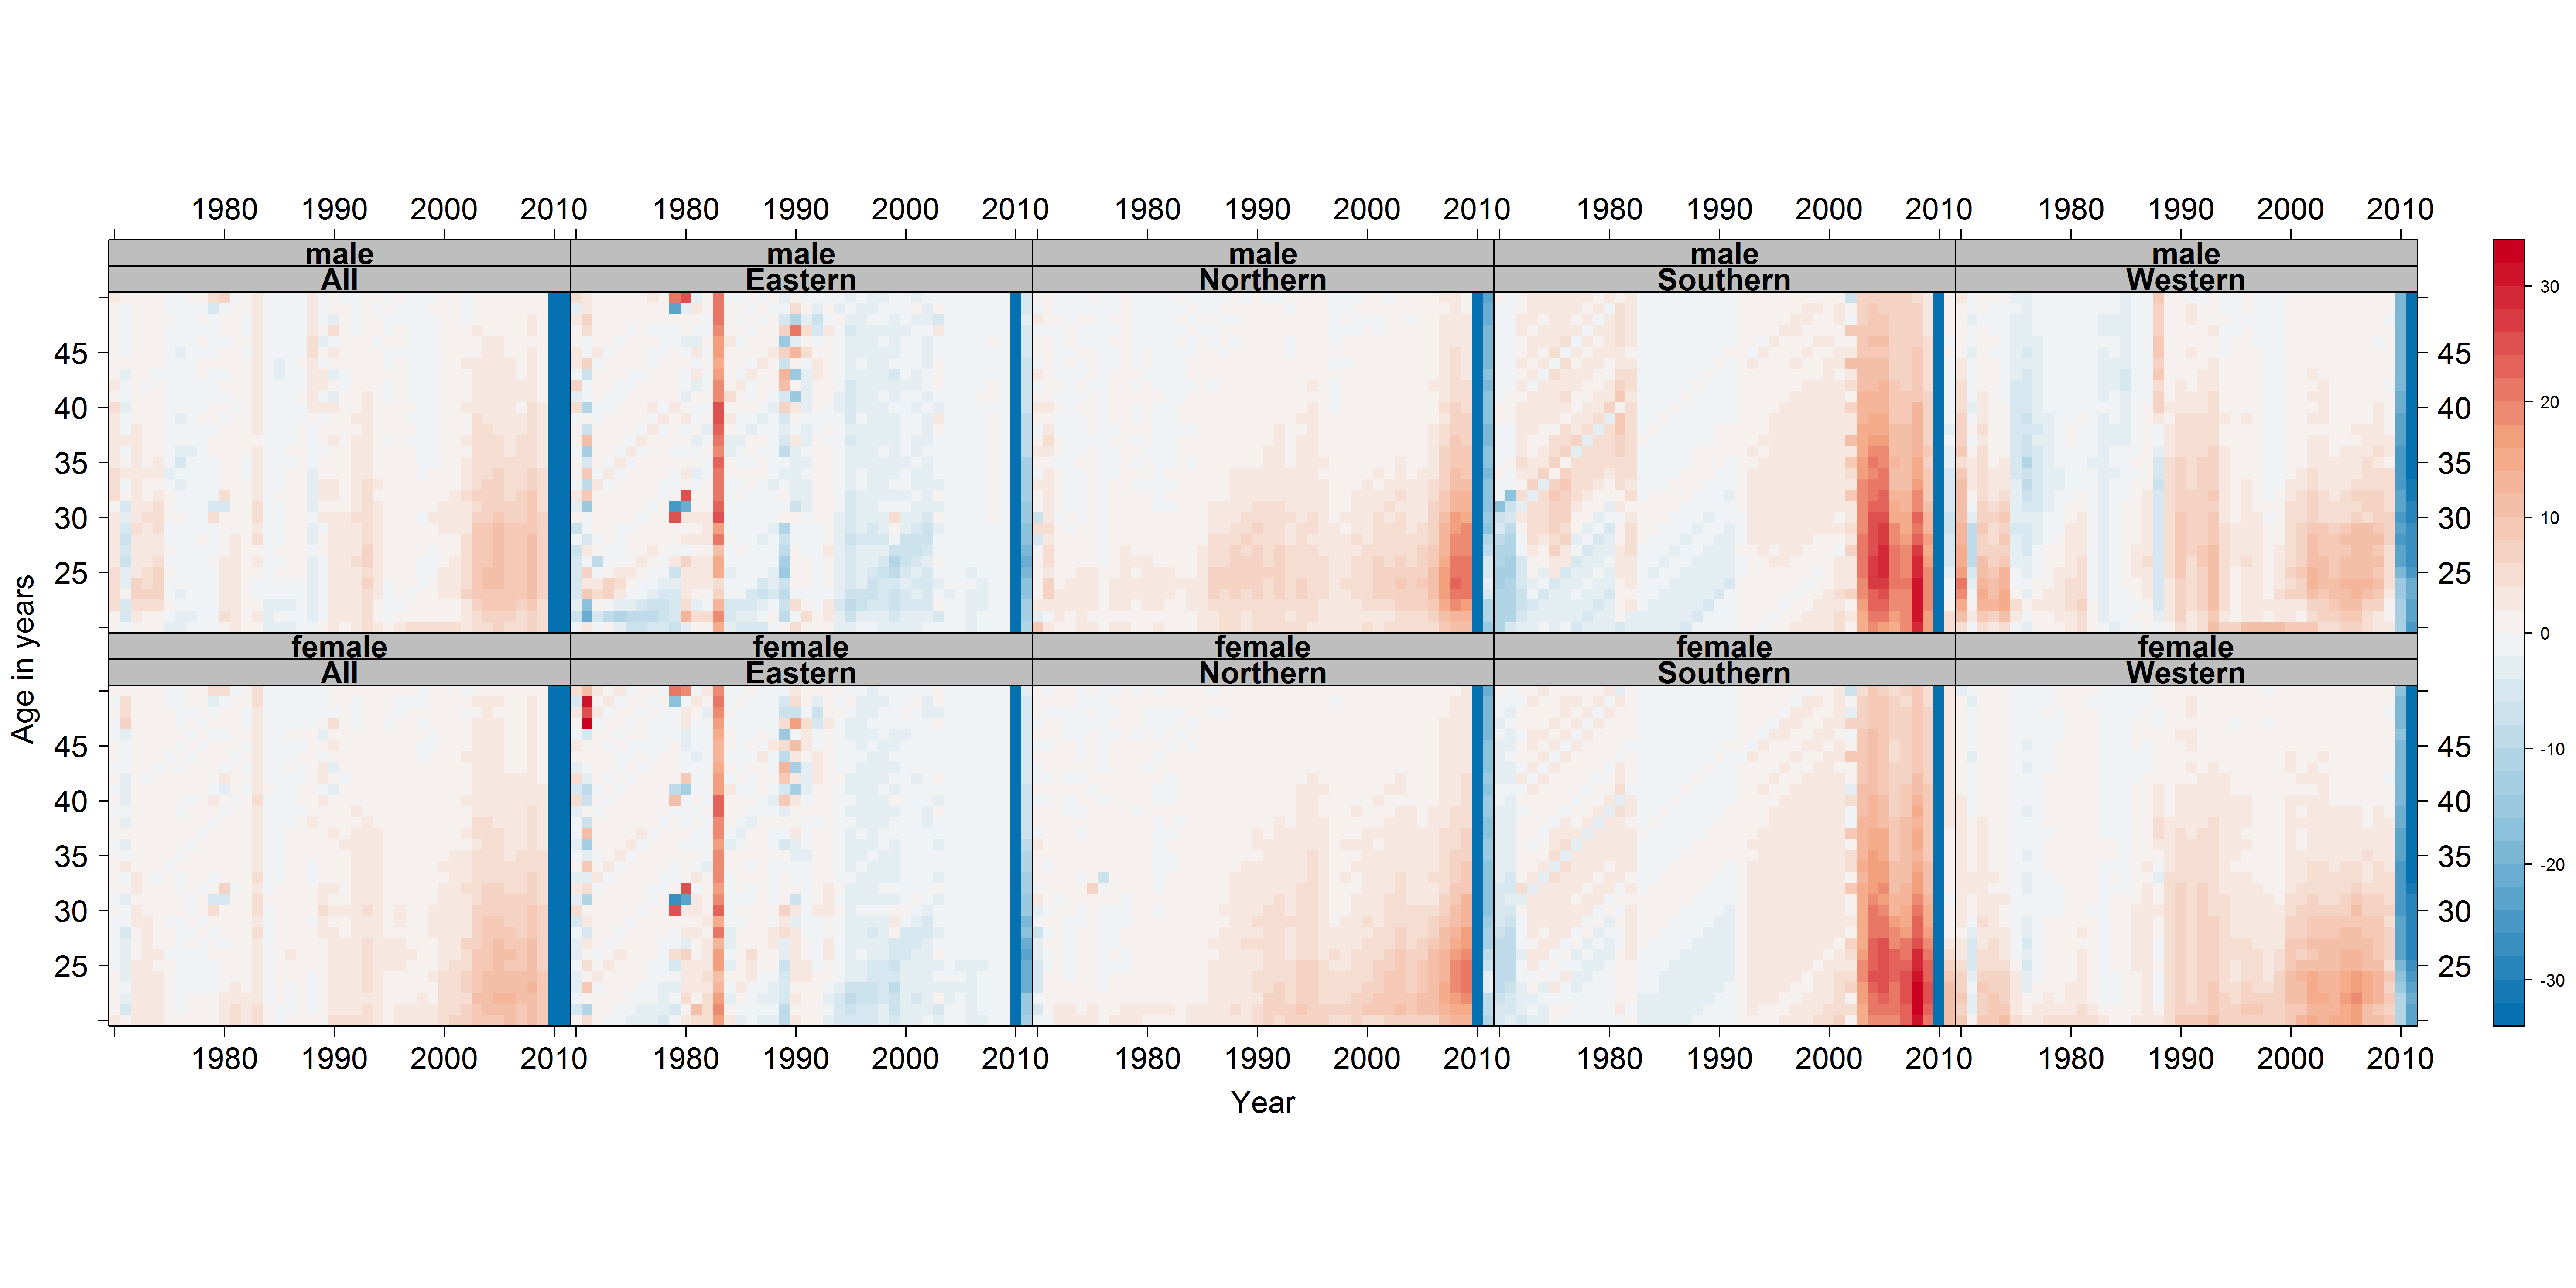 1980 1990 2000 2010 1980 1990 2000 2010 1980 1990 2000 2010 1980 1990 2000 2010 1980 1990 2000 2010
male male male male male
All Eastern Northern Southern Western
30
45 45
40 40 20
35 35
30 30 10
25 25
Age in years
0
female female female female female
All Eastern Northern Southern Western
45 45 -10
40 40
35 35 -20
30 30
25 25 -30
1980 1990 2000 2010 1980 1990 2000 2010 1980 1990 2000 2010 1980 1990 2000 2010 1980 1990 2000 2010
Year